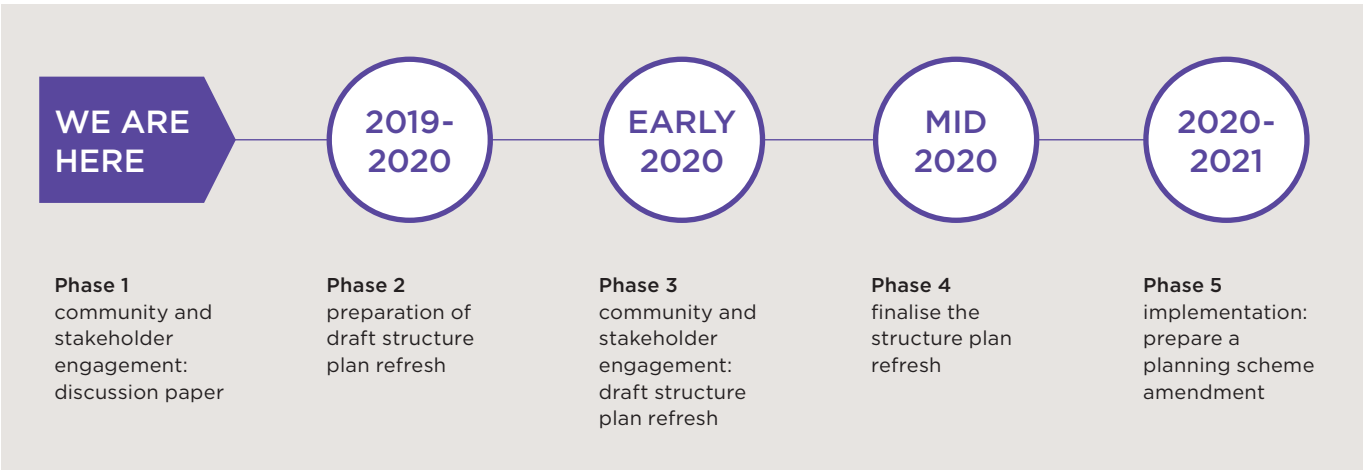 WE ARE
HERE
2019-
2020
EARLY
2020
MID
2020
2020-
2021
Phase 1
community and
stakeholder
engagement:
discussion paper
Phase 2
preparation of
draft structure
plan refresh
Phase 3
community and
stakeholder
engagement:
draft structure
plan refresh
Phase 4
finalise the
structure plan
refresh
Phase 5
implementation:
prepare a
planning scheme
amendment